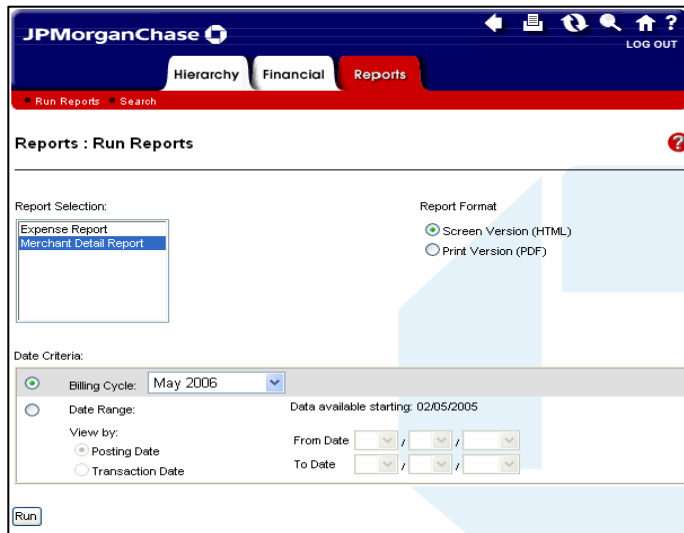 JPMorganChase
?
LOG OUT
Hierarchy Financial Reports
Run Reports Search
Reports : Run Reports
?
Report Selection: Report Format
Expense Report
Merchant Detail Report
Screen Version (HTML)
Print Version (PDF)
Date Criteria:
Billing Cycle: May 2006
Date Range: Data available starting: 02/05/2005
View by:
Posting Date
Transaction Date
From Date / /
To Date / /
Run